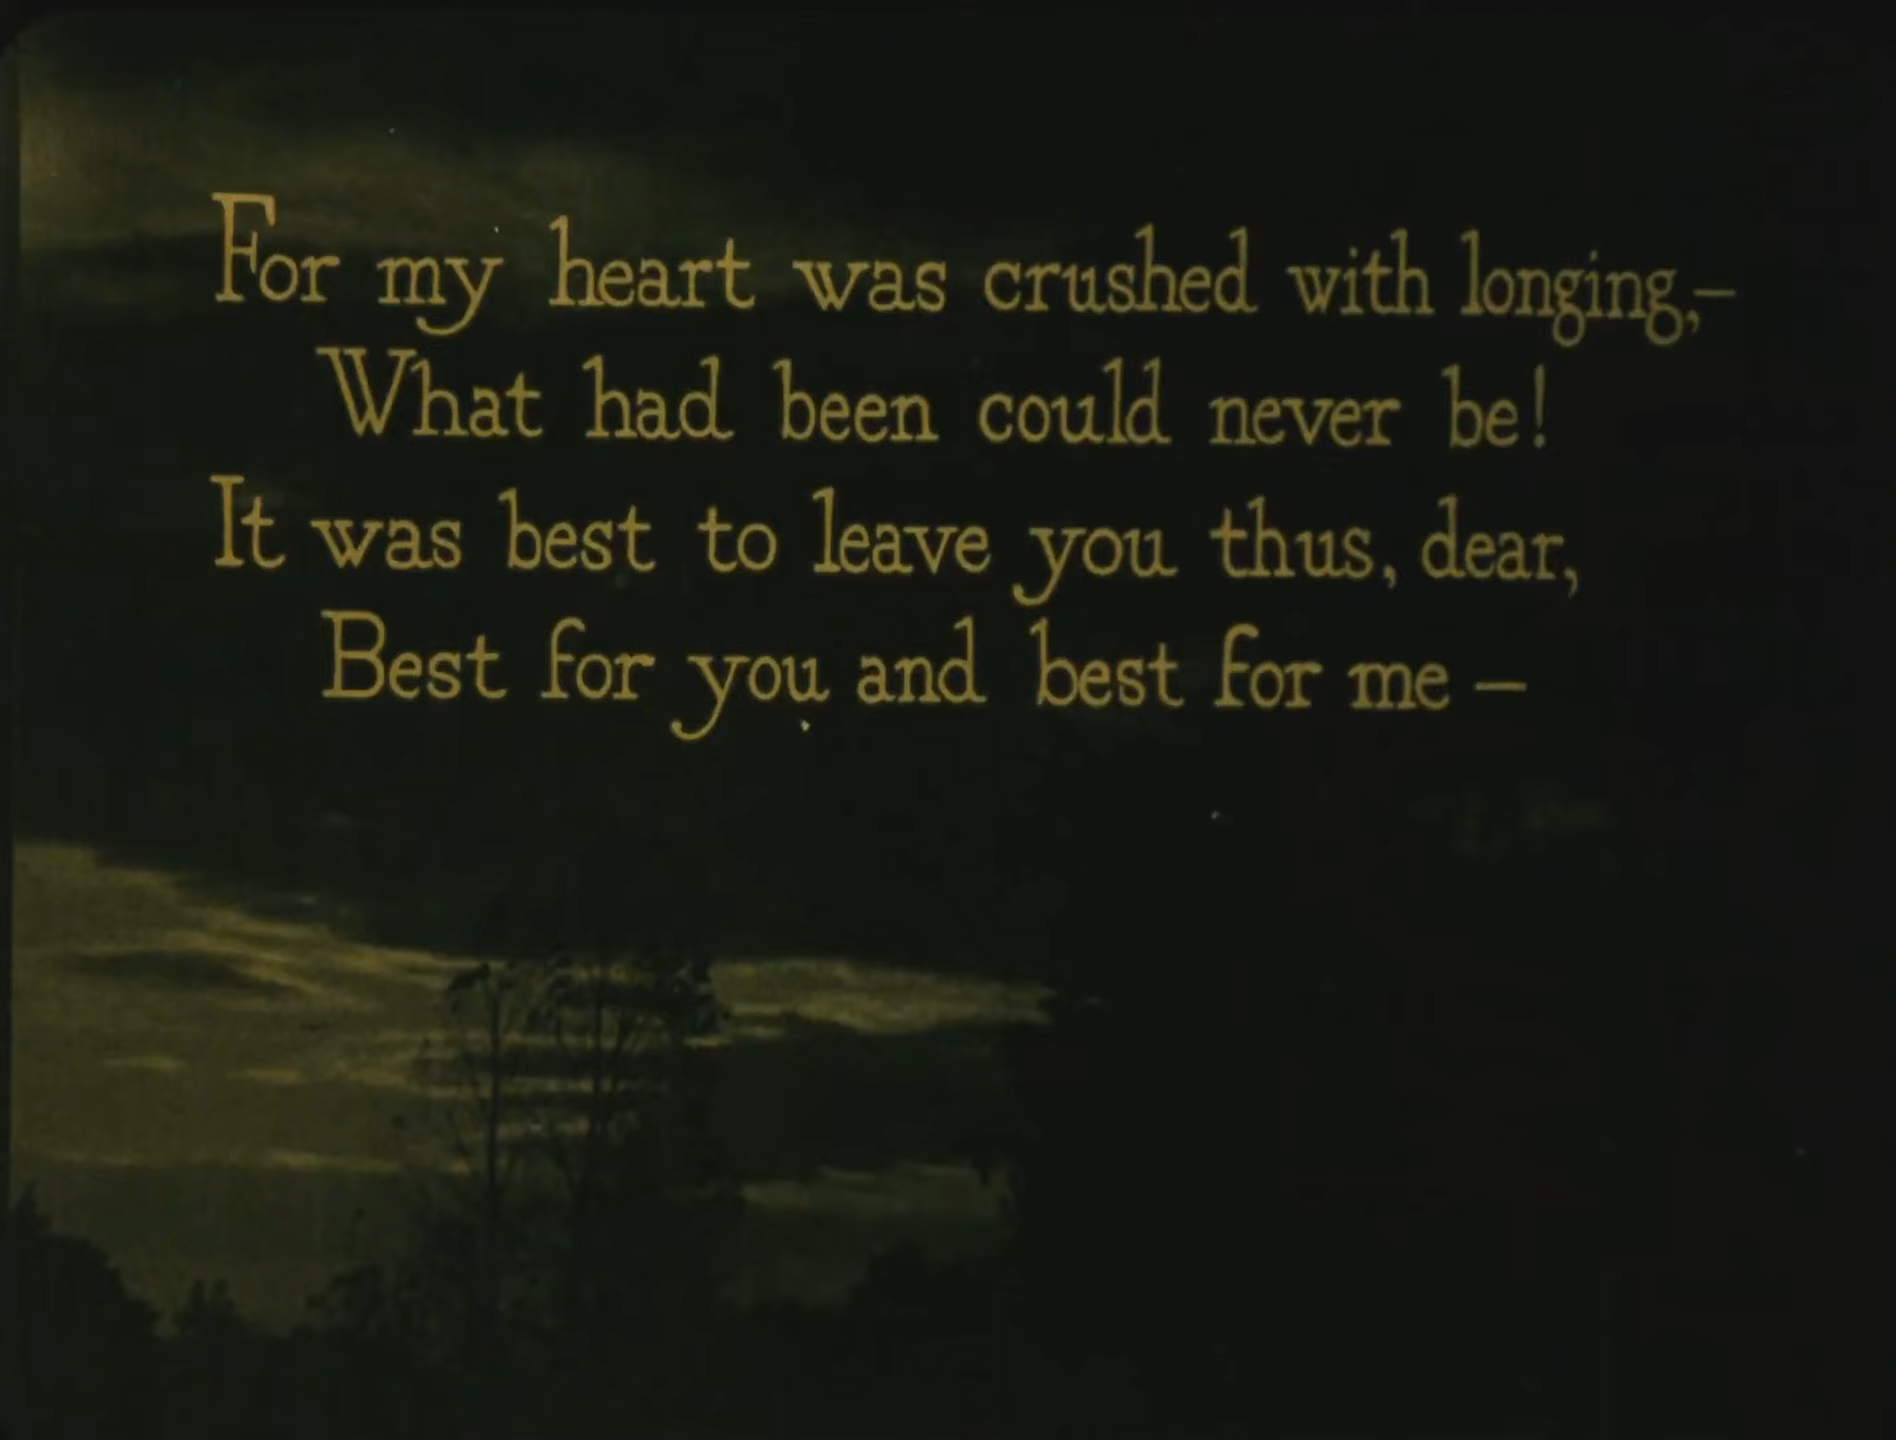 For my heart was crushed with longing,–
What had been could never be!
It was best to leave you thus, dear,
Best for you and best for me –